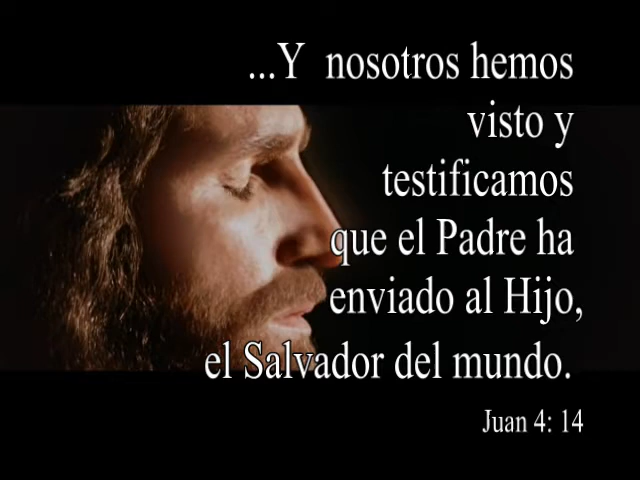 ...Y nosotros hemos
visto y
testificamos
que el Padre ha
enviado al Hijo,
el Salvador del mundo.
Juan 4: 14